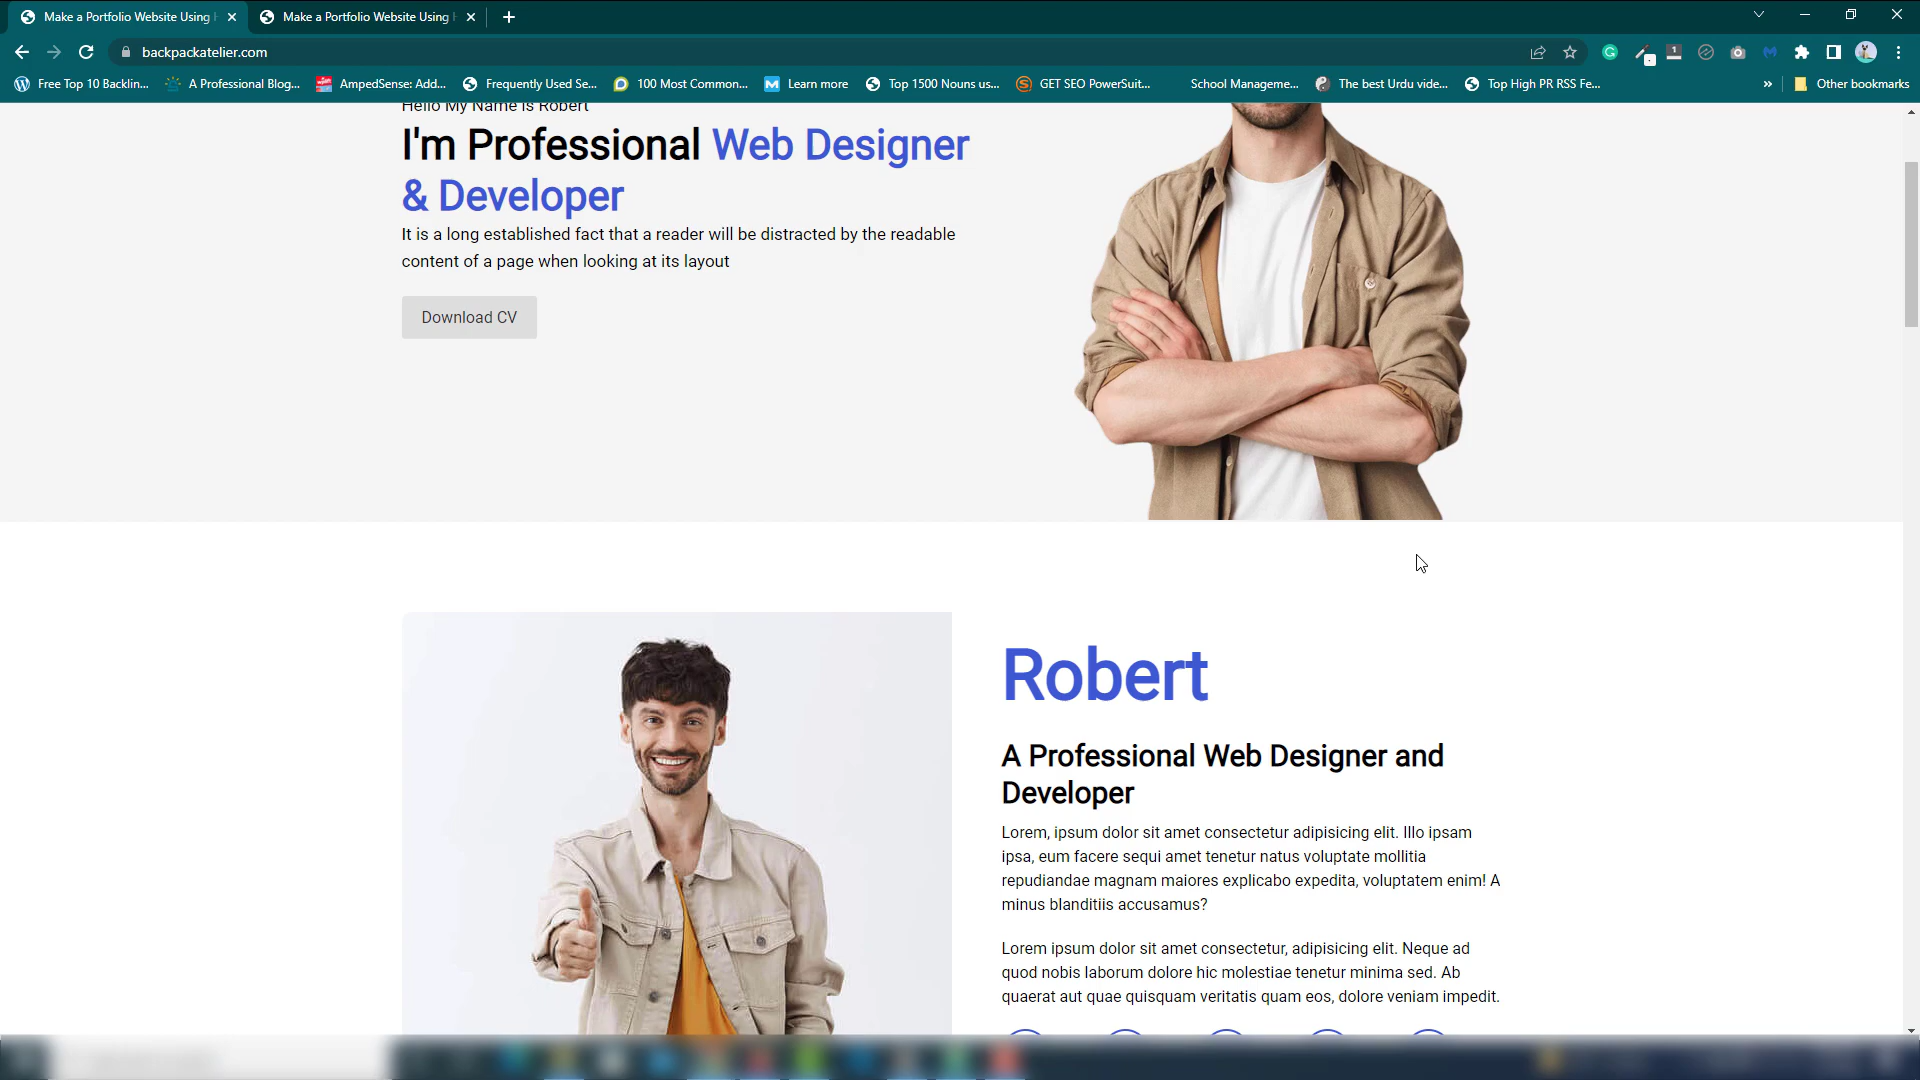 Make a Portfolio Website Using
Make a Portfolio Website Using
backpackatelier.com
Free Top 10 Backlin...
A Professional Blog...
AmpedSense: Add...
Frequently Used Se...
100 Most Common...
Learn more
Top 1500 Nouns us...
GET SEO PowerSuit...
School Manageme...
The best Urdu vide...
Top High PR RSS Fe...
Other bookmarks
Hello My Name is Robert
I'm Professional Web Designer
& Developer
It is a long established fact that a reader will be distracted by the readable
content of a page when looking at its layout
Download CV
Robert
A Professional Web Designer and
Developer
Lorem, ipsum dolor sit amet consectetur adipisicing elit. Illo ipsam
ipsa, eum facere sequi amet tenetur natus voluptate mollitia
repudiandae magnam maiores explicabo expedita, voluptatem enim! A
minus blanditiis accusamus?
Lorem ipsum dolor sit amet consectetur, adipisicing elit. Neque ad
quod nobis laborum dolore hic molestiae tenetur minima sed. Ab
quaerat aut quae quisquam veritatis quam eos, dolore veniam impedit.